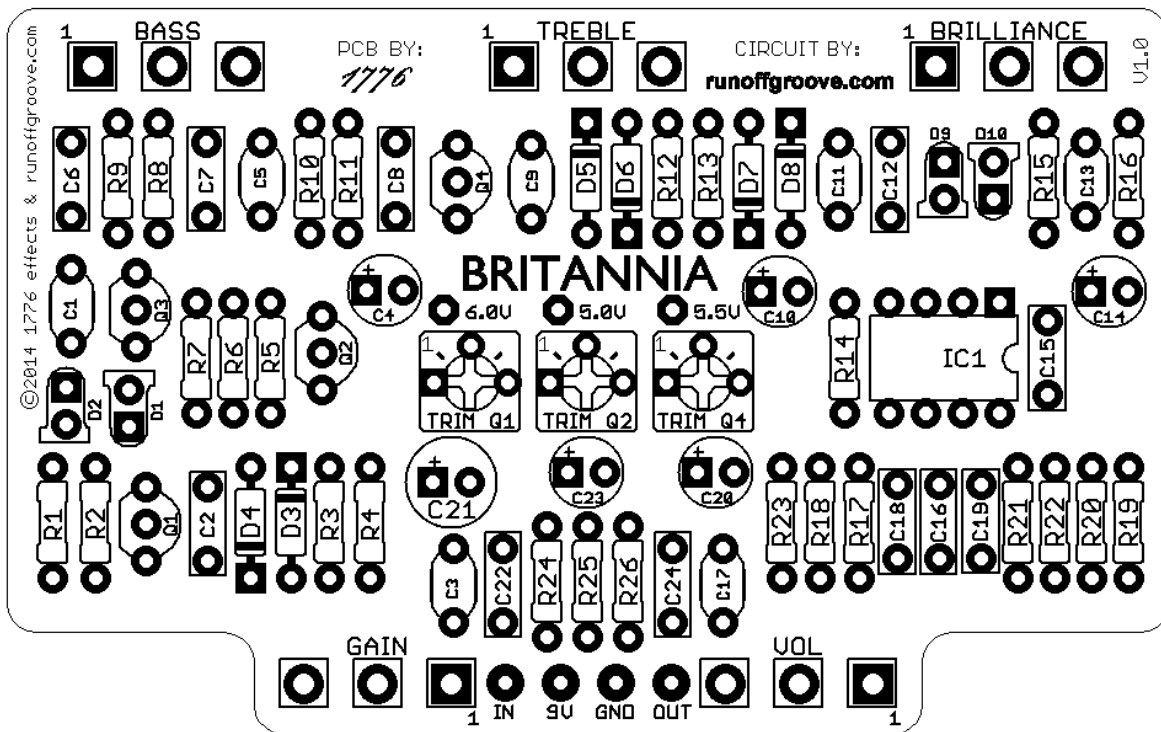 1 BASS
PCB BY:
1776
TREBLE
1
CIRCUIT BY:
runoffgroove.com
1 BRILLIANCE
V1.0
©2014 1776 effects & runoffgroove.com
C6 R9 R8 C7 C5 R10 R11 C8 Q4 C9 D5 D6 R12 R13 D7 D8 C11 C12 D9 D10 R15 C13 R16
BRITANNIA
C1 Q3 R7 R6 R5 Q2 + C4 6.0V 5.0V 5.5V + C10 R14 IC1 C15 + C14
1 TRIM Q1
1 TRIM Q2
1 TRIM Q4
D2 D1
R1 R2 Q1 C2 D4 D3 R3 R4 + C21 + C23 + C20 R23 R18 R17 C18 C16 C19 R21 R22 R20 R19
C3 C22 R24 R25 R26 C24 C17
GAIN
1
IN 9V GND OUT
VOL
1